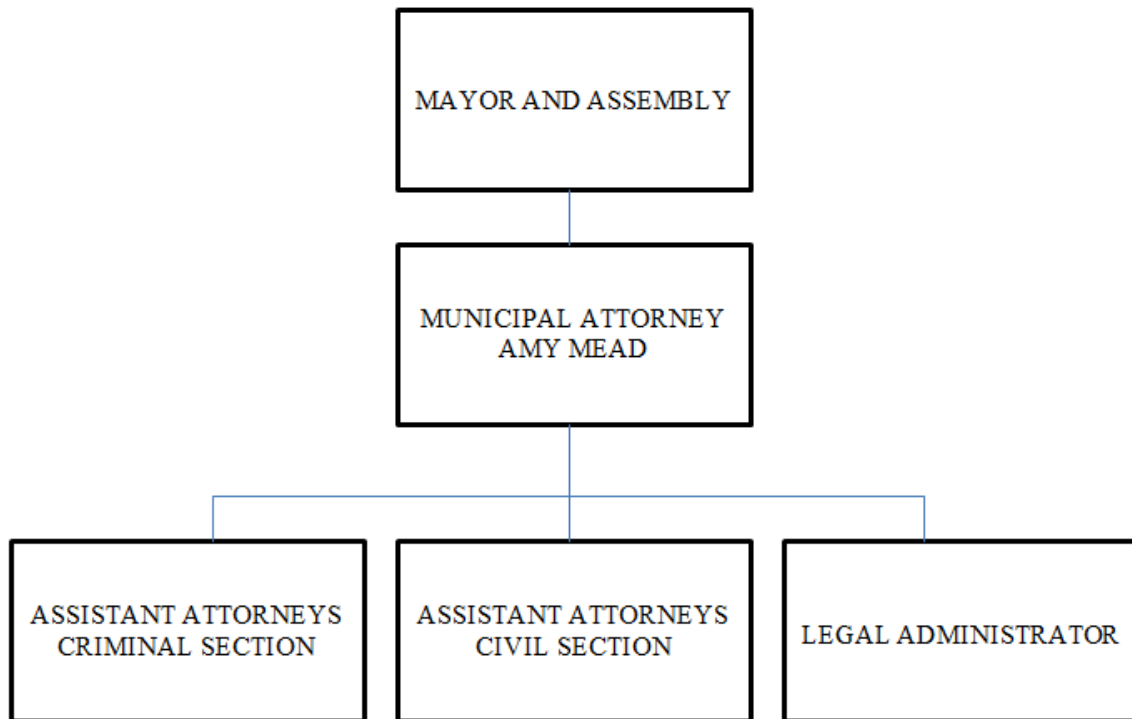 MAYOR AND ASSEMBLY
MUNICIPAL ATTORNEY
AMY MEAD
ASSISTANT ATTORNEYS
CRIMINAL SECTION
ASSISTANT ATTORNEYS
CIVIL SECTION
LEGAL ADMINISTRATOR